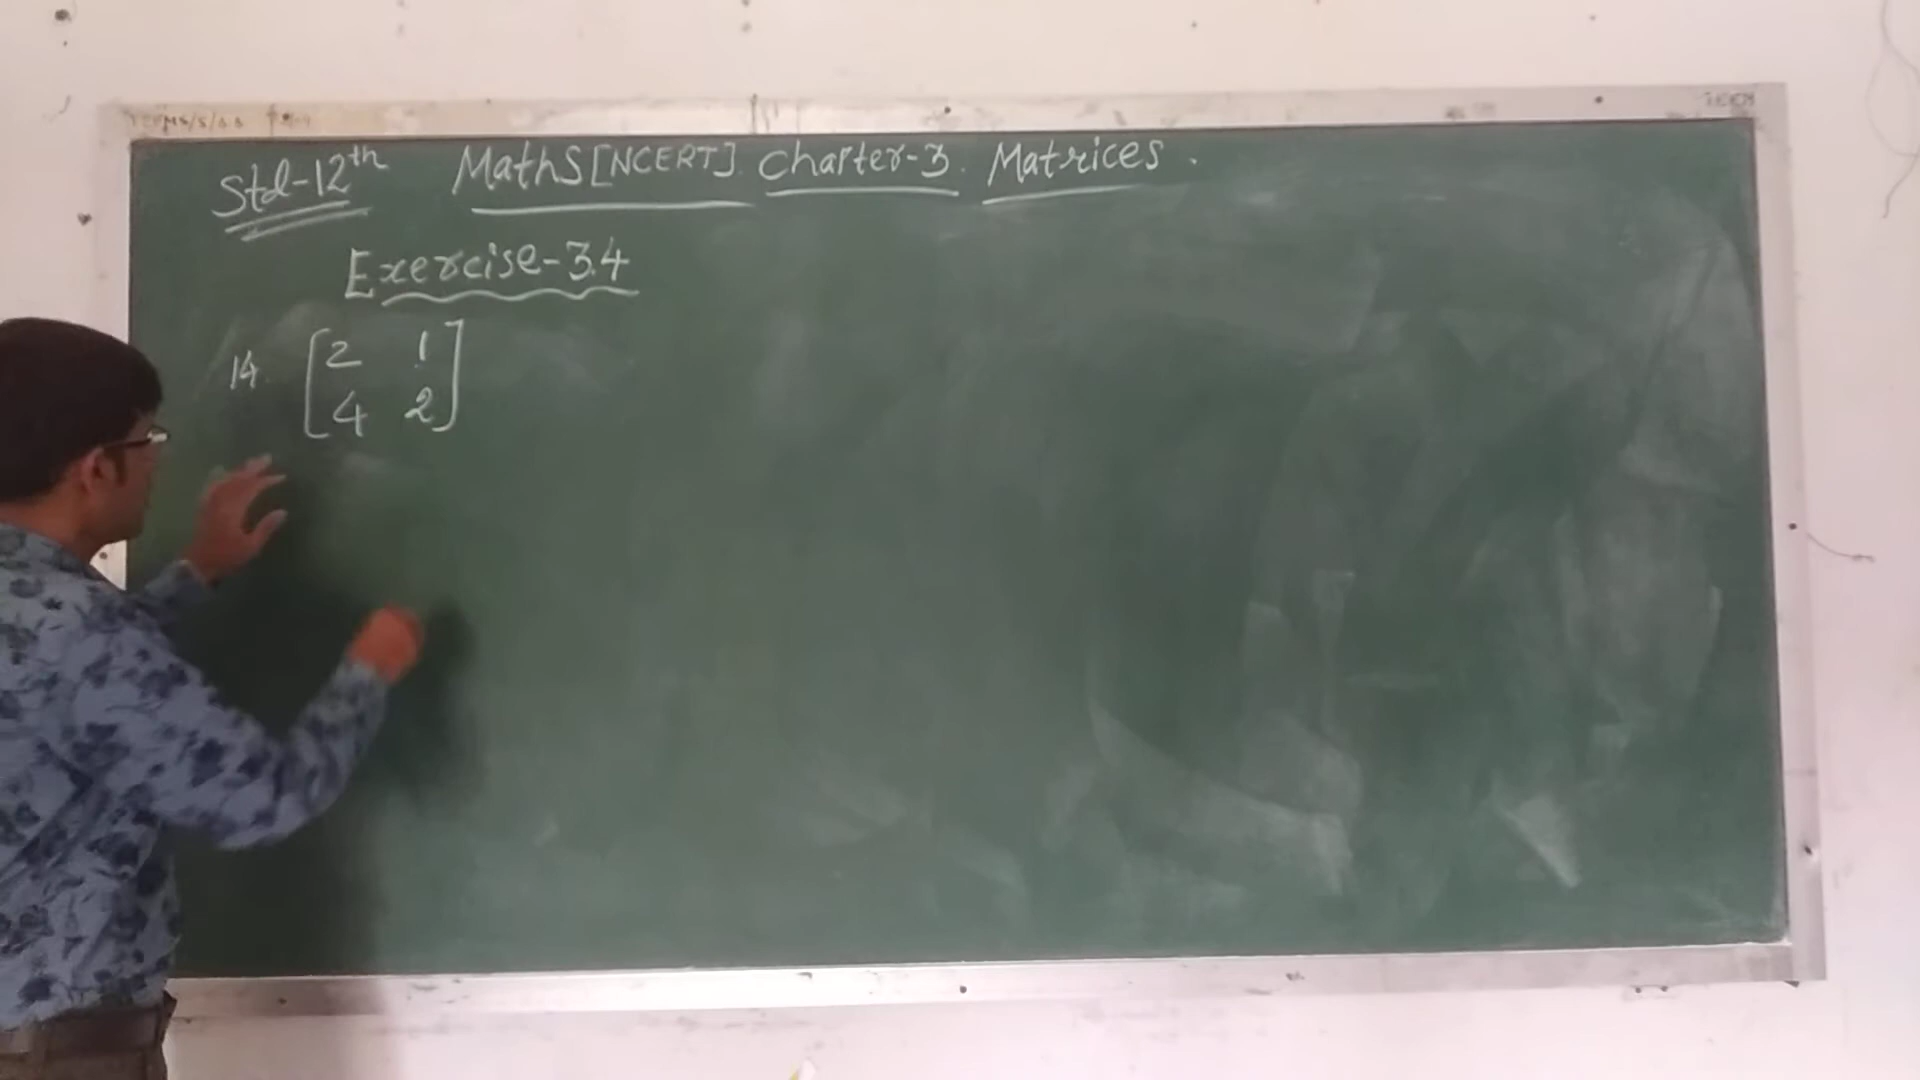 Std-12th Maths [NCERT]. Chapter-3. Matrices.
Exercise-3.4
14. [2 1
4 2]